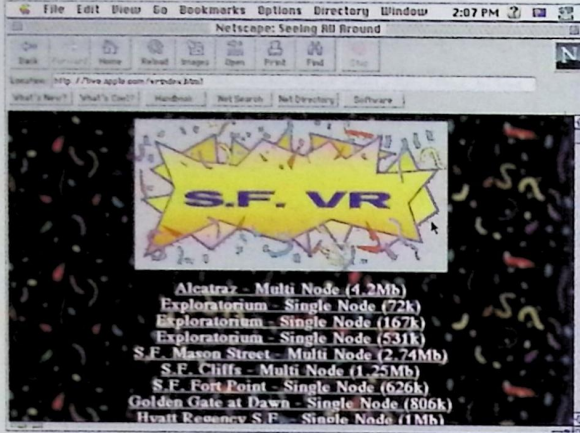 File Edit View Go Bookmarks Options Directory Window 2:07 PM
Netscape: Seeing All Around
Back Forward Home Reload Images Open Print Find Stop
N
Location: http://live.apple.com/
What's New? What's Cool? Handbook Net Search Net Directory Software
S.F. VR
Alcatraz - Multi Node (4.2Mb)
Exploratorium - Single Node (72k)
Exploratorium - Single Node (167k)
Exploratorium - Single Node (531k)
S.F. Mason Street - Multi Node (2.74Mb)
S.F. Cliffs - Multi Node (1.25Mb)
S.F. Fort Point - Single Node (626k)
Golden Gate at Dawn - Single Node (806k)
Hyatt Regency S.F. - Single Node (1Mb)